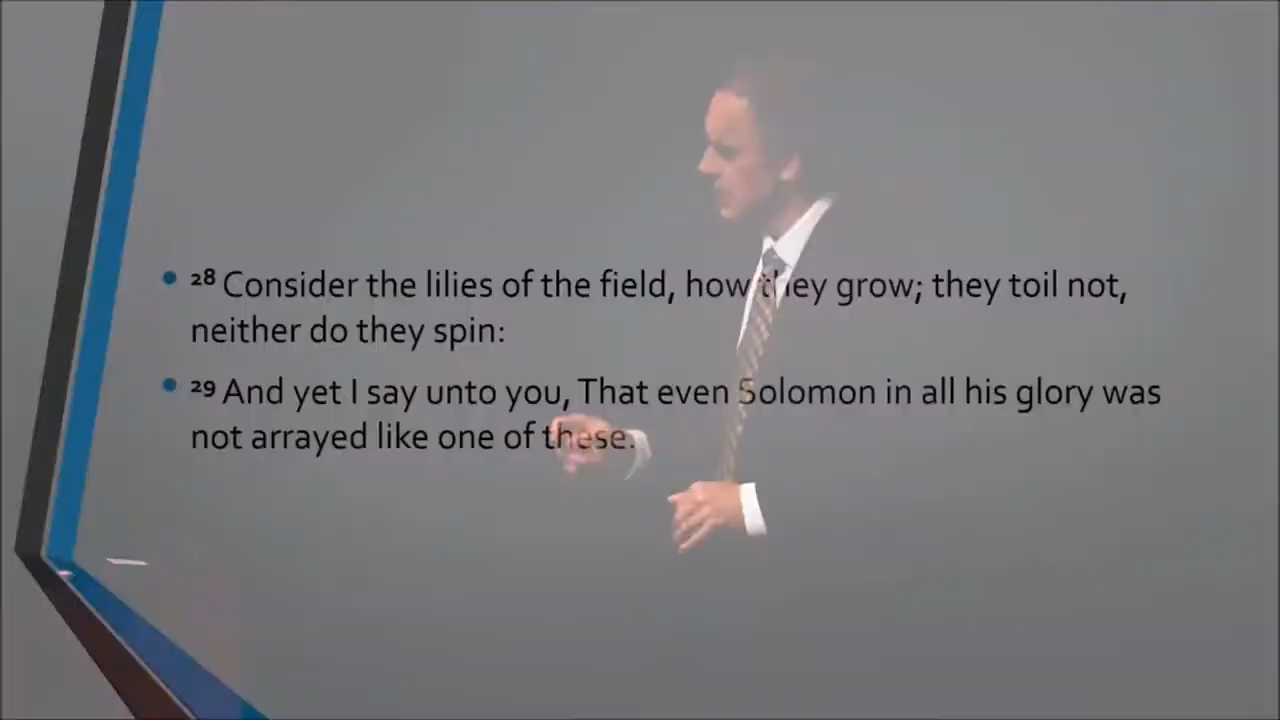 • ²⁸ Consider the lilies of the field, how they grow; they toil not,
neither do they spin:
• ²⁹ And yet I say unto you, That even Solomon in all his glory was
not arrayed like one of these.